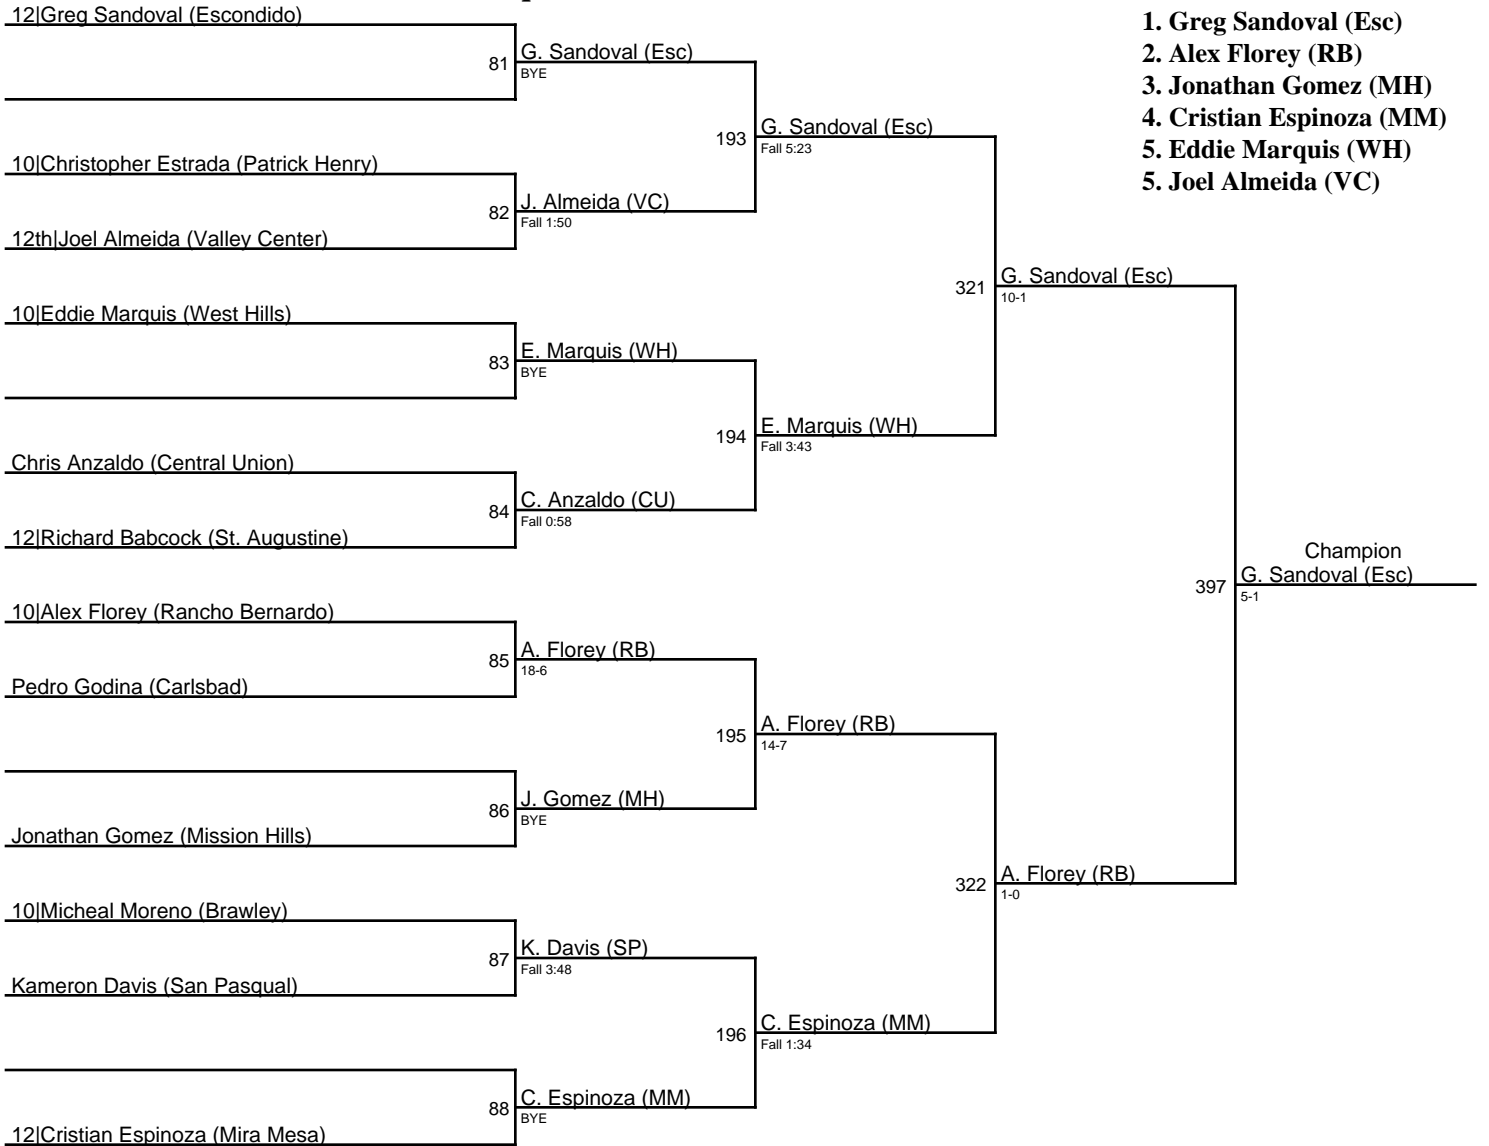 12|Greg Sandoval (Escondido)
81
G. Sandoval (Esc)
BYE
10|Christopher Estrada (Patrick Henry)
82
J. Almeida (VC)
Fall 1:50
12th|Joel Almeida (Valley Center)
193
G. Sandoval (Esc)
Fall 5:23
10|Eddie Marquis (West Hills)
83
E. Marquis (WH)
BYE
Chris Anzaldo (Central Union)
84
C. Anzaldo (CU)
Fall 0:58
12|Richard Babcock (St. Augustine)
194
E. Marquis (WH)
Fall 3:43
321
G. Sandoval (Esc)
10-1
10|Alex Florey (Rancho Bernardo)
85
A. Florey (RB)
18-6
Pedro Godina (Carlsbad)
195
A. Florey (RB)
14-7
86
J. Gomez (MH)
BYE
Jonathan Gomez (Mission Hills)
10|Micheal Moreno (Brawley)
87
K. Davis (SP)
Fall 3:48
Kameron Davis (San Pasqual)
196
C. Espinoza (MM)
Fall 1:34
88
C. Espinoza (MM)
BYE
12|Cristian Espinoza (Mira Mesa)
322
A. Florey (RB)
1-0
397
Champion
G. Sandoval (Esc)
5-1
1. Greg Sandoval (Esc)
2. Alex Florey (RB)
3. Jonathan Gomez (MH)
4. Cristian Espinoza (MM)
5. Eddie Marquis (WH)
5. Joel Almeida (VC)